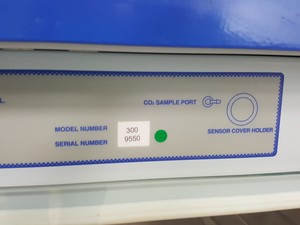 L
CO₂ SAMPLE PORT
MODEL NUMBER 300
SERIAL NUMBER 9550
SENSOR COVER HOLDER